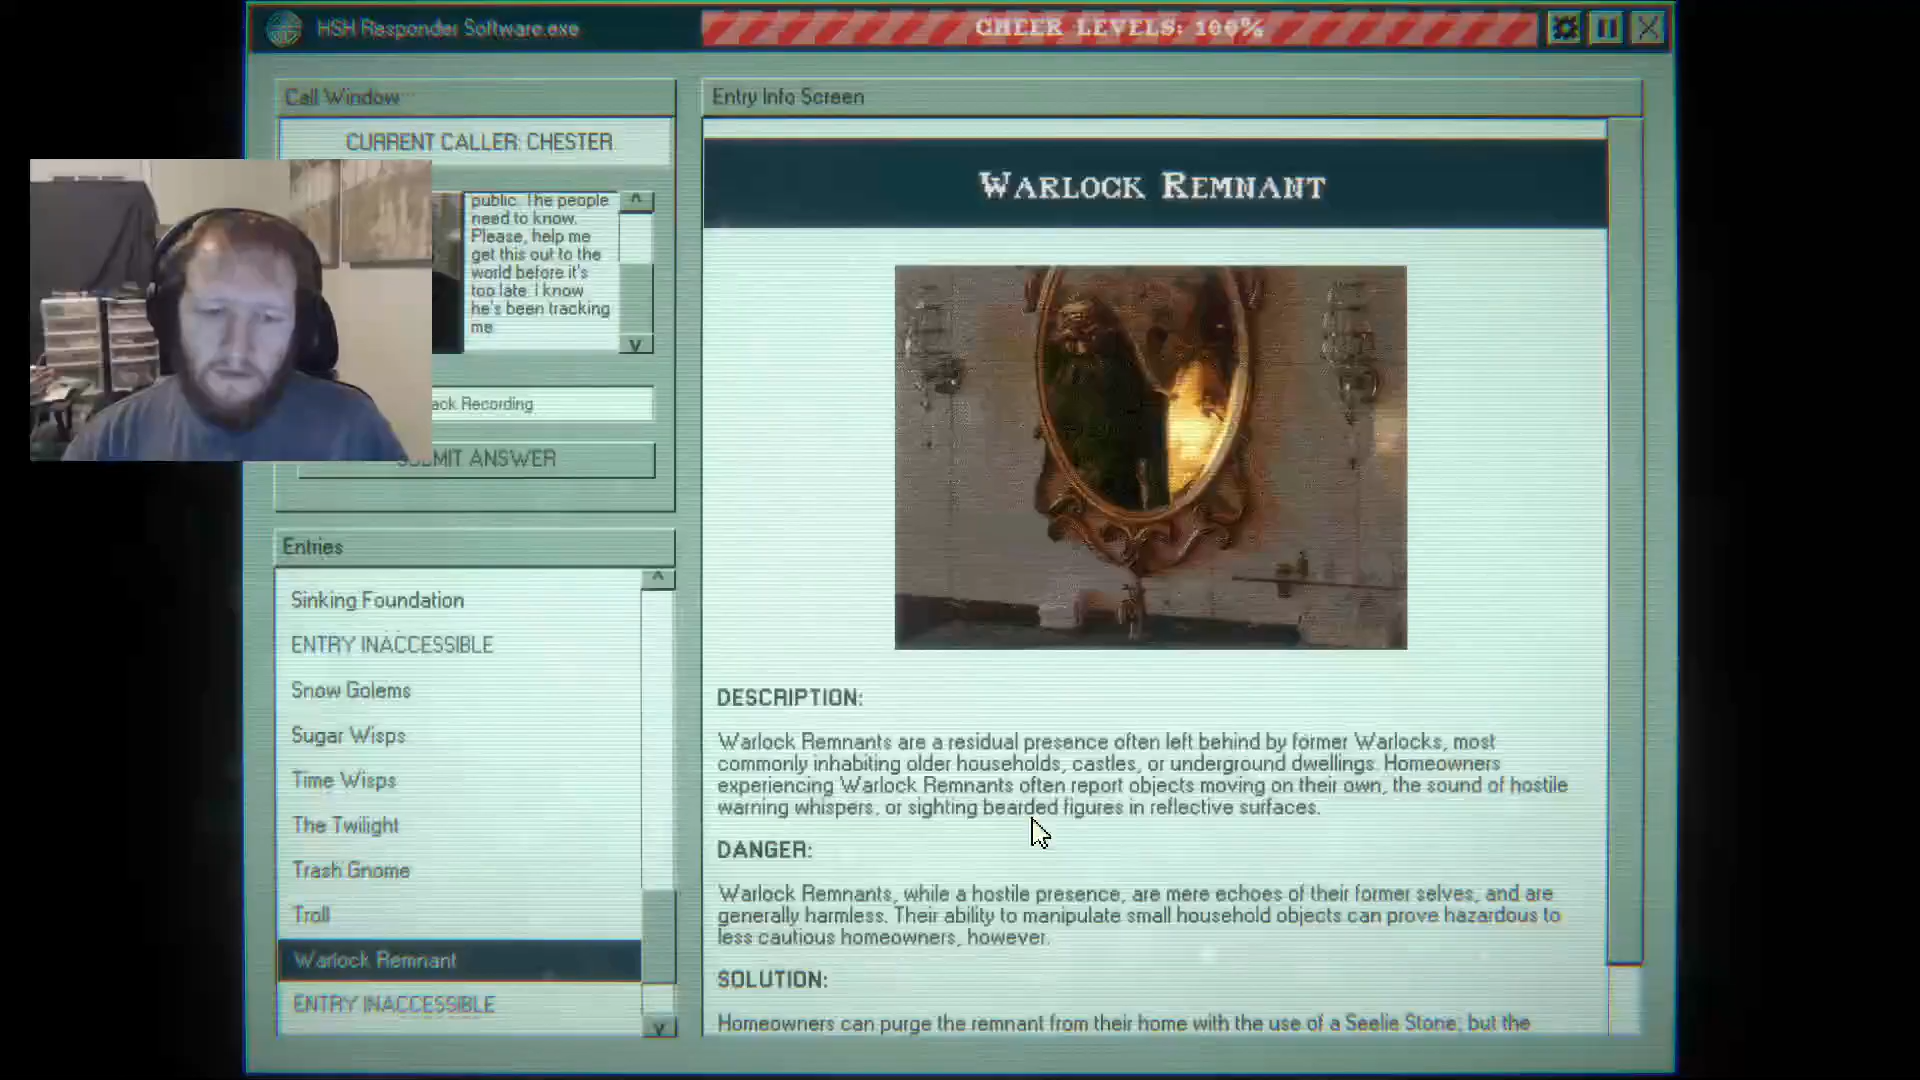 HSH Responder Software.exe
CHEER LEVELS: 100%
Call Window
CURRENT CALLER: CHESTER
public. The people
need to know.
Please, help me
get this out to the
world before it's
too late. I know
he's been tracking
me
ack Recording
SUBMIT ANSWER
Entries
Sinking Foundation
ENTRY INACCESSIBLE
Snow Golems
Sugar Wisps
Time Wisps
The Twilight
Trash Gnome
Troll
Warlock Remnant
ENTRY INACCESSIBLE
Entry Info Screen
WARLOCK REMNANT
DESCRIPTION:
Warlock Remnants are a residual presence often left behind by former Warlocks, most
commonly inhabiting older households, castles, or underground dwellings. Homeowners
experiencing Warlock Remnants often report objects moving on their own, the sound of hostile
warning whispers, or sighting bearded figures in reflective surfaces.
DANGER:
Warlock Remnants, while a hostile presence, are mere echoes of their former selves, and are
generally harmless. Their ability to manipulate small household objects can prove hazardous to
less cautious homeowners, however.
SOLUTION:
Homeowners can purge the remnant from their home with the use of a Seelie Stone, but the